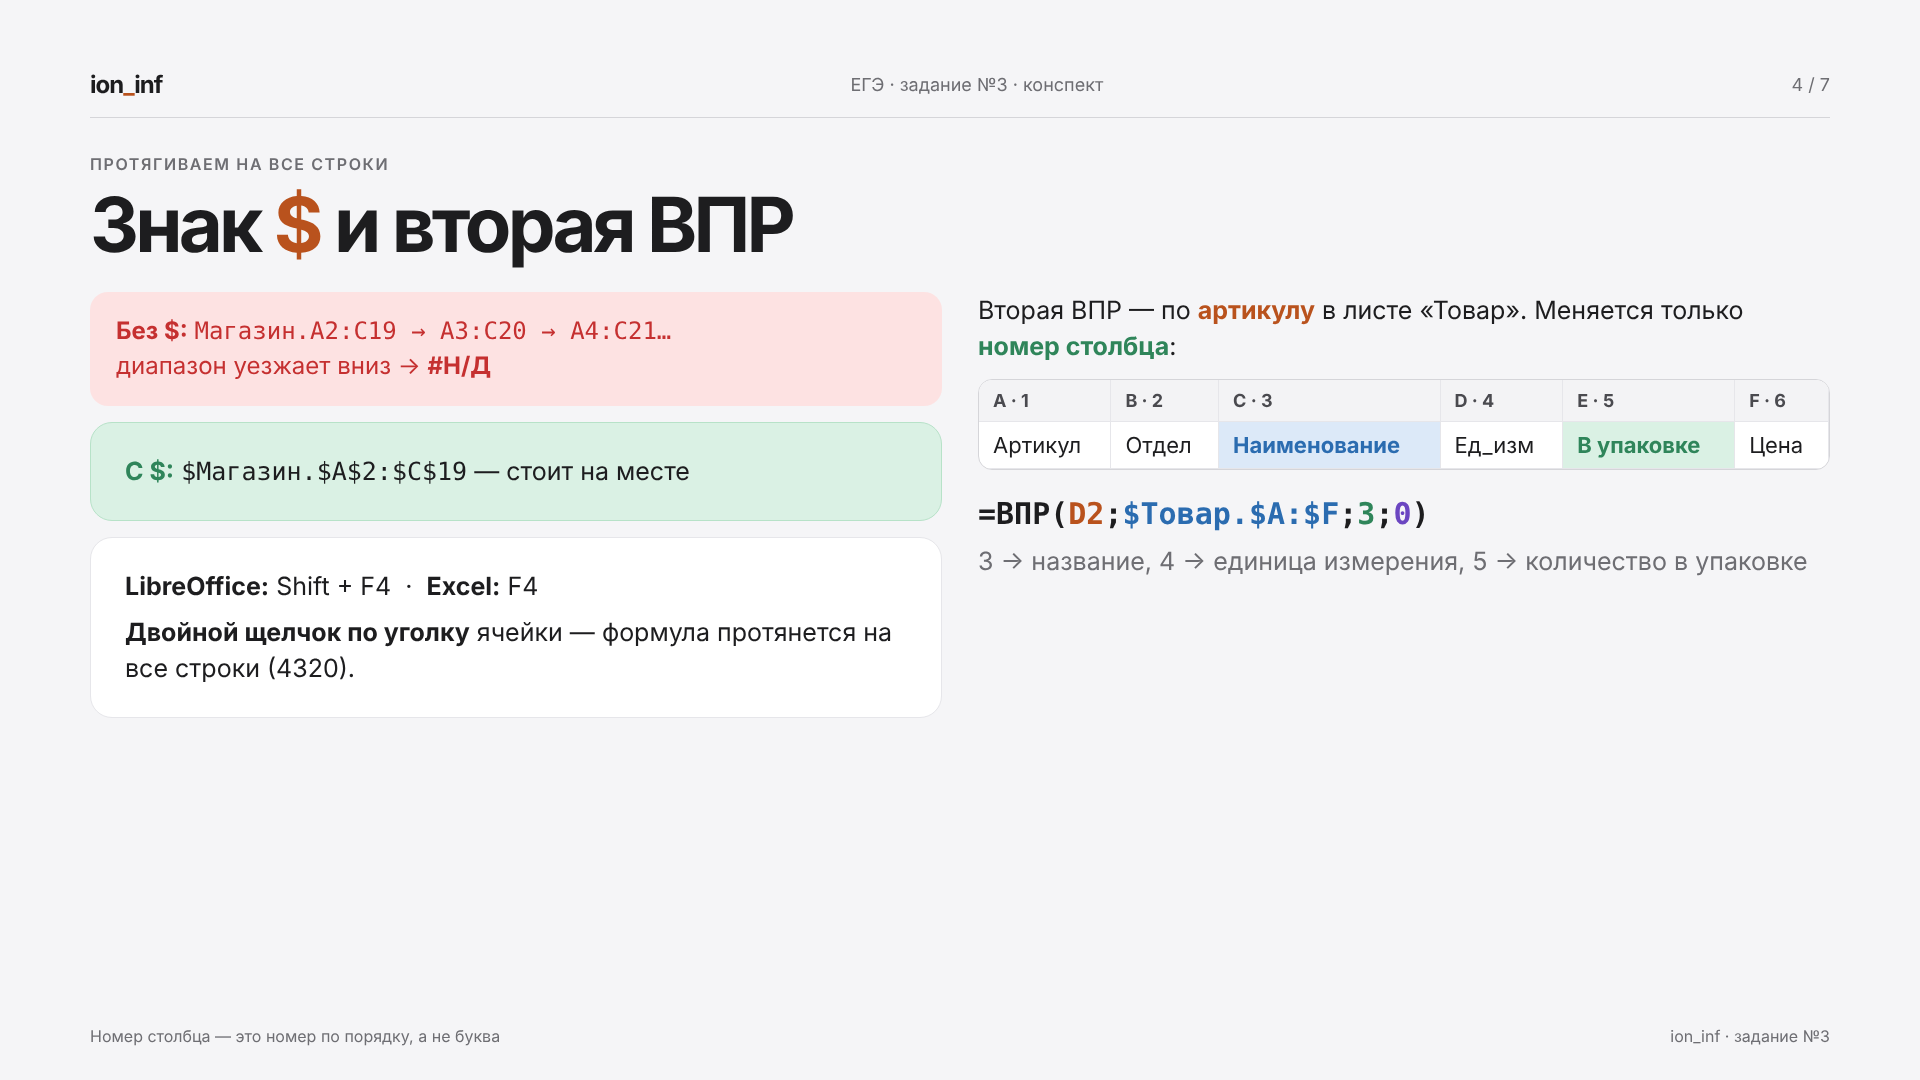 ion_inf
ЕГЭ · задание №3 · конспект
4 / 7
ПРОТЯГИВАЕМ НА ВСЕ СТРОКИ
Знак $ и вторая ВПР
Без $: Магазин.A2:C19 → A3:C20 → A4:C21…
диапазон уезжает вниз → #Н/Д
С $: $Магазин.$A$2:$C$19 — стоит на месте
LibreOffice: Shift + F4 · Excel: F4
Двойной щелчок по уголку ячейки — формула протянется на
все строки (4320).
Вторая ВПР — по артикулу в листе «Товар». Меняется только
номер столбца:
A · 1 B · 2 C · 3 D · 4 E · 5 F · 6
Артикул Отдел Наименование Ед_изм В упаковке Цена
=ВПР(D2;$Товар.$A:$F;3;0)
3 → название, 4 → единица измерения, 5 → количество в упаковке
Номер столбца — это номер по порядку, а не буква
ion_inf · задание №3